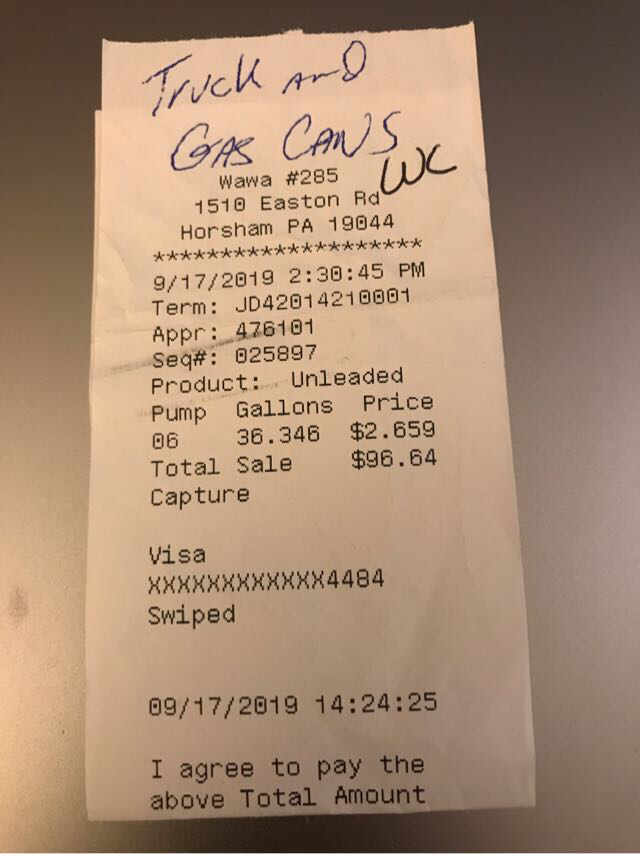 Truck and
Gas Cans
WC
Wawa #285
1510 Easton Rd
Horsham PA 19044
********************
9/17/2019 2:30:45 PM
Term: JD42014210001
Appr: 476101
Seq#: 025897
Product: Unleaded
Pump Gallons Price
06 36.346 $2.659
Total Sale $96.64
Capture
Visa
XXXXXXXXXXXX4484
Swiped
09/17/2019 14:24:25
I agree to pay the
above Total Amount